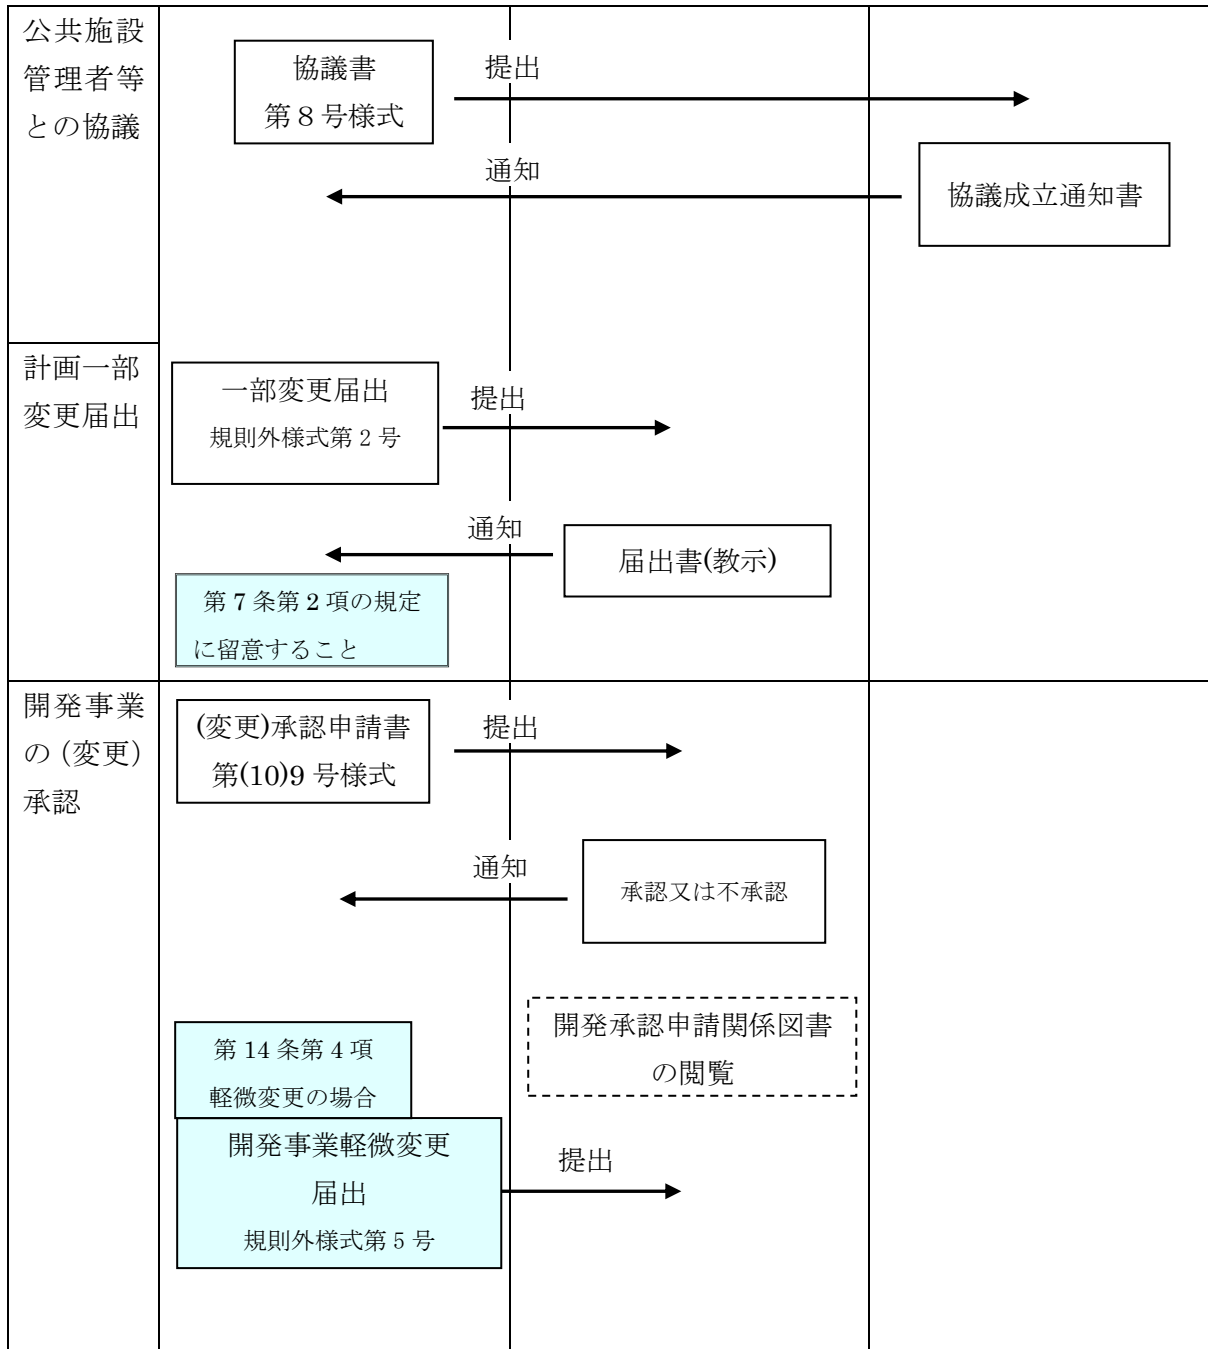 公共施設
管理者等
との協議
協議書
第８号様式
提出
通知
協議成立通知書
計画一部
変更届出
一部変更届出
規則外様式第 2 号
提出
通知
届出書(教示)
第 7 条第 2 項の規定
に留意すること
開発事業
の（変更）
承認
(変更)承認申請書
第(10)9 号様式
提出
通知
承認又は不承認
開発承認申請関係図書
の閲覧
第 14 条第 4 項
軽微変更の場合
開発事業軽微変更
届出
規則外様式第 5 号
提出